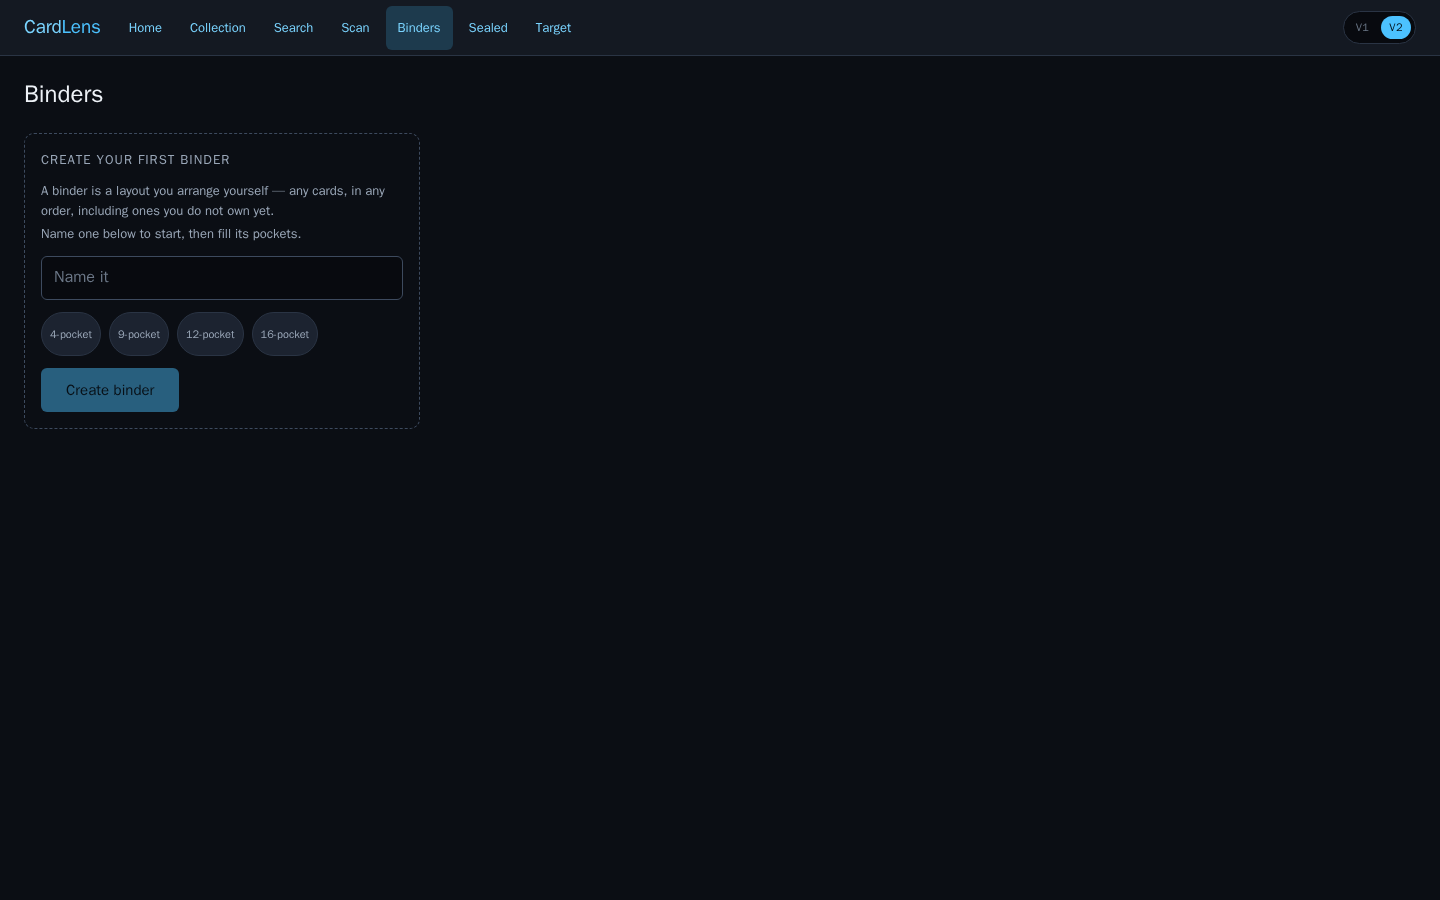 CardLens Home Collection Search Scan Binders Sealed Target V1 V2
Binders
CREATE YOUR FIRST BINDER
A binder is a layout you arrange yourself — any cards, in any
order, including ones you do not own yet.
Name one below to start, then fill its pockets.
Name it
4-pocket 9-pocket 12-pocket 16-pocket
Create binder